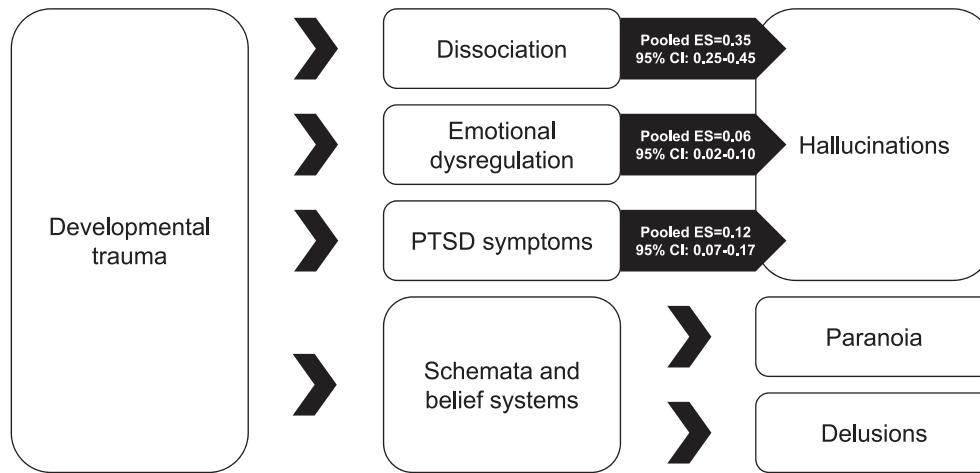 Developmental
trauma
Dissociation
Pooled ES=0.35
95% CI: 0.25-0.45
Emotional
dysregulation
Pooled ES=0.06
95% CI: 0.02-0.10
PTSD symptoms
Pooled ES=0.12
95% CI: 0.07-0.17
Hallucinations
Schemata and
belief systems
Paranoia
Delusions